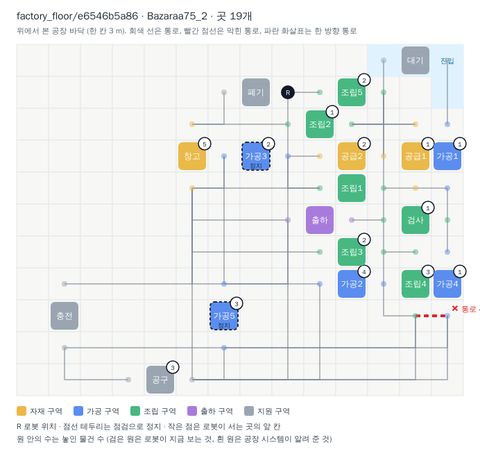 factory_floor/e6546b5a86 · Bazaraa75_2 · 곳 19개
위에서 본 공장 바닥 (한 칸 3 m). 회색 선은 통로, 빨간 점선은 막힌 통로, 파란 화살표는 한 방향 통로
대기
진입
폐기
R
조립5
2
조립2
1
창고
5
가공3
2
정지
공급2
2
공급1
1
가공1
1
조립1
출하
검사
1
조립3
2
가공2
4
조립4
3
가공4
1
충전
가공5
3
정지
✕ 통로
공구
3
자재 구역
가공 구역
조립 구역
출하 구역
지원 구역
R 로봇 위치 · 점선 테두리는 점검으로 정지 · 작은 점은 로봇이 서는 곳의 앞 칸
원 안의 수는 놓인 물건 수 (검은 원은 로봇이 지금 보는 것, 흰 원은 공장 시스템이 알려 준 것)